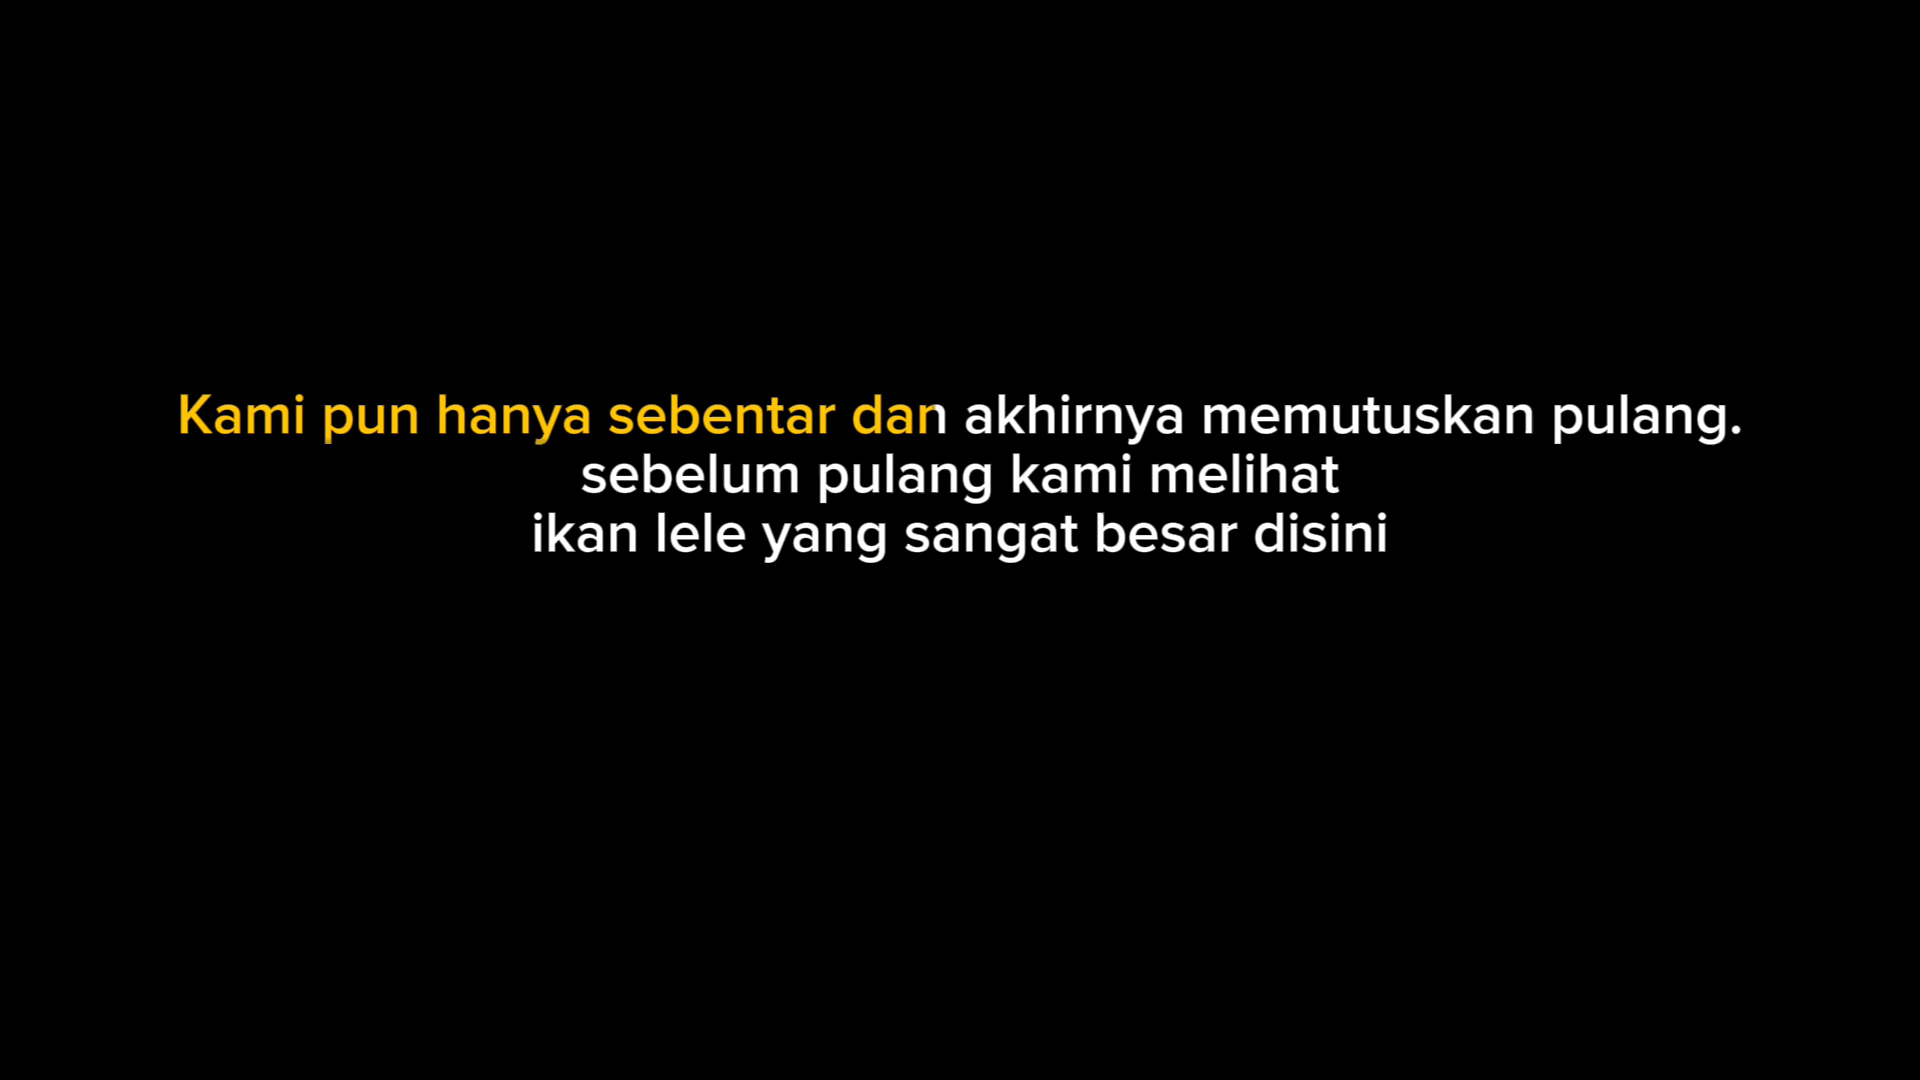 Kami pun hanya sebentar dan akhirnya memutuskan pulang.
sebelum pulang kami melihat
ikan lele yang sangat besar disini